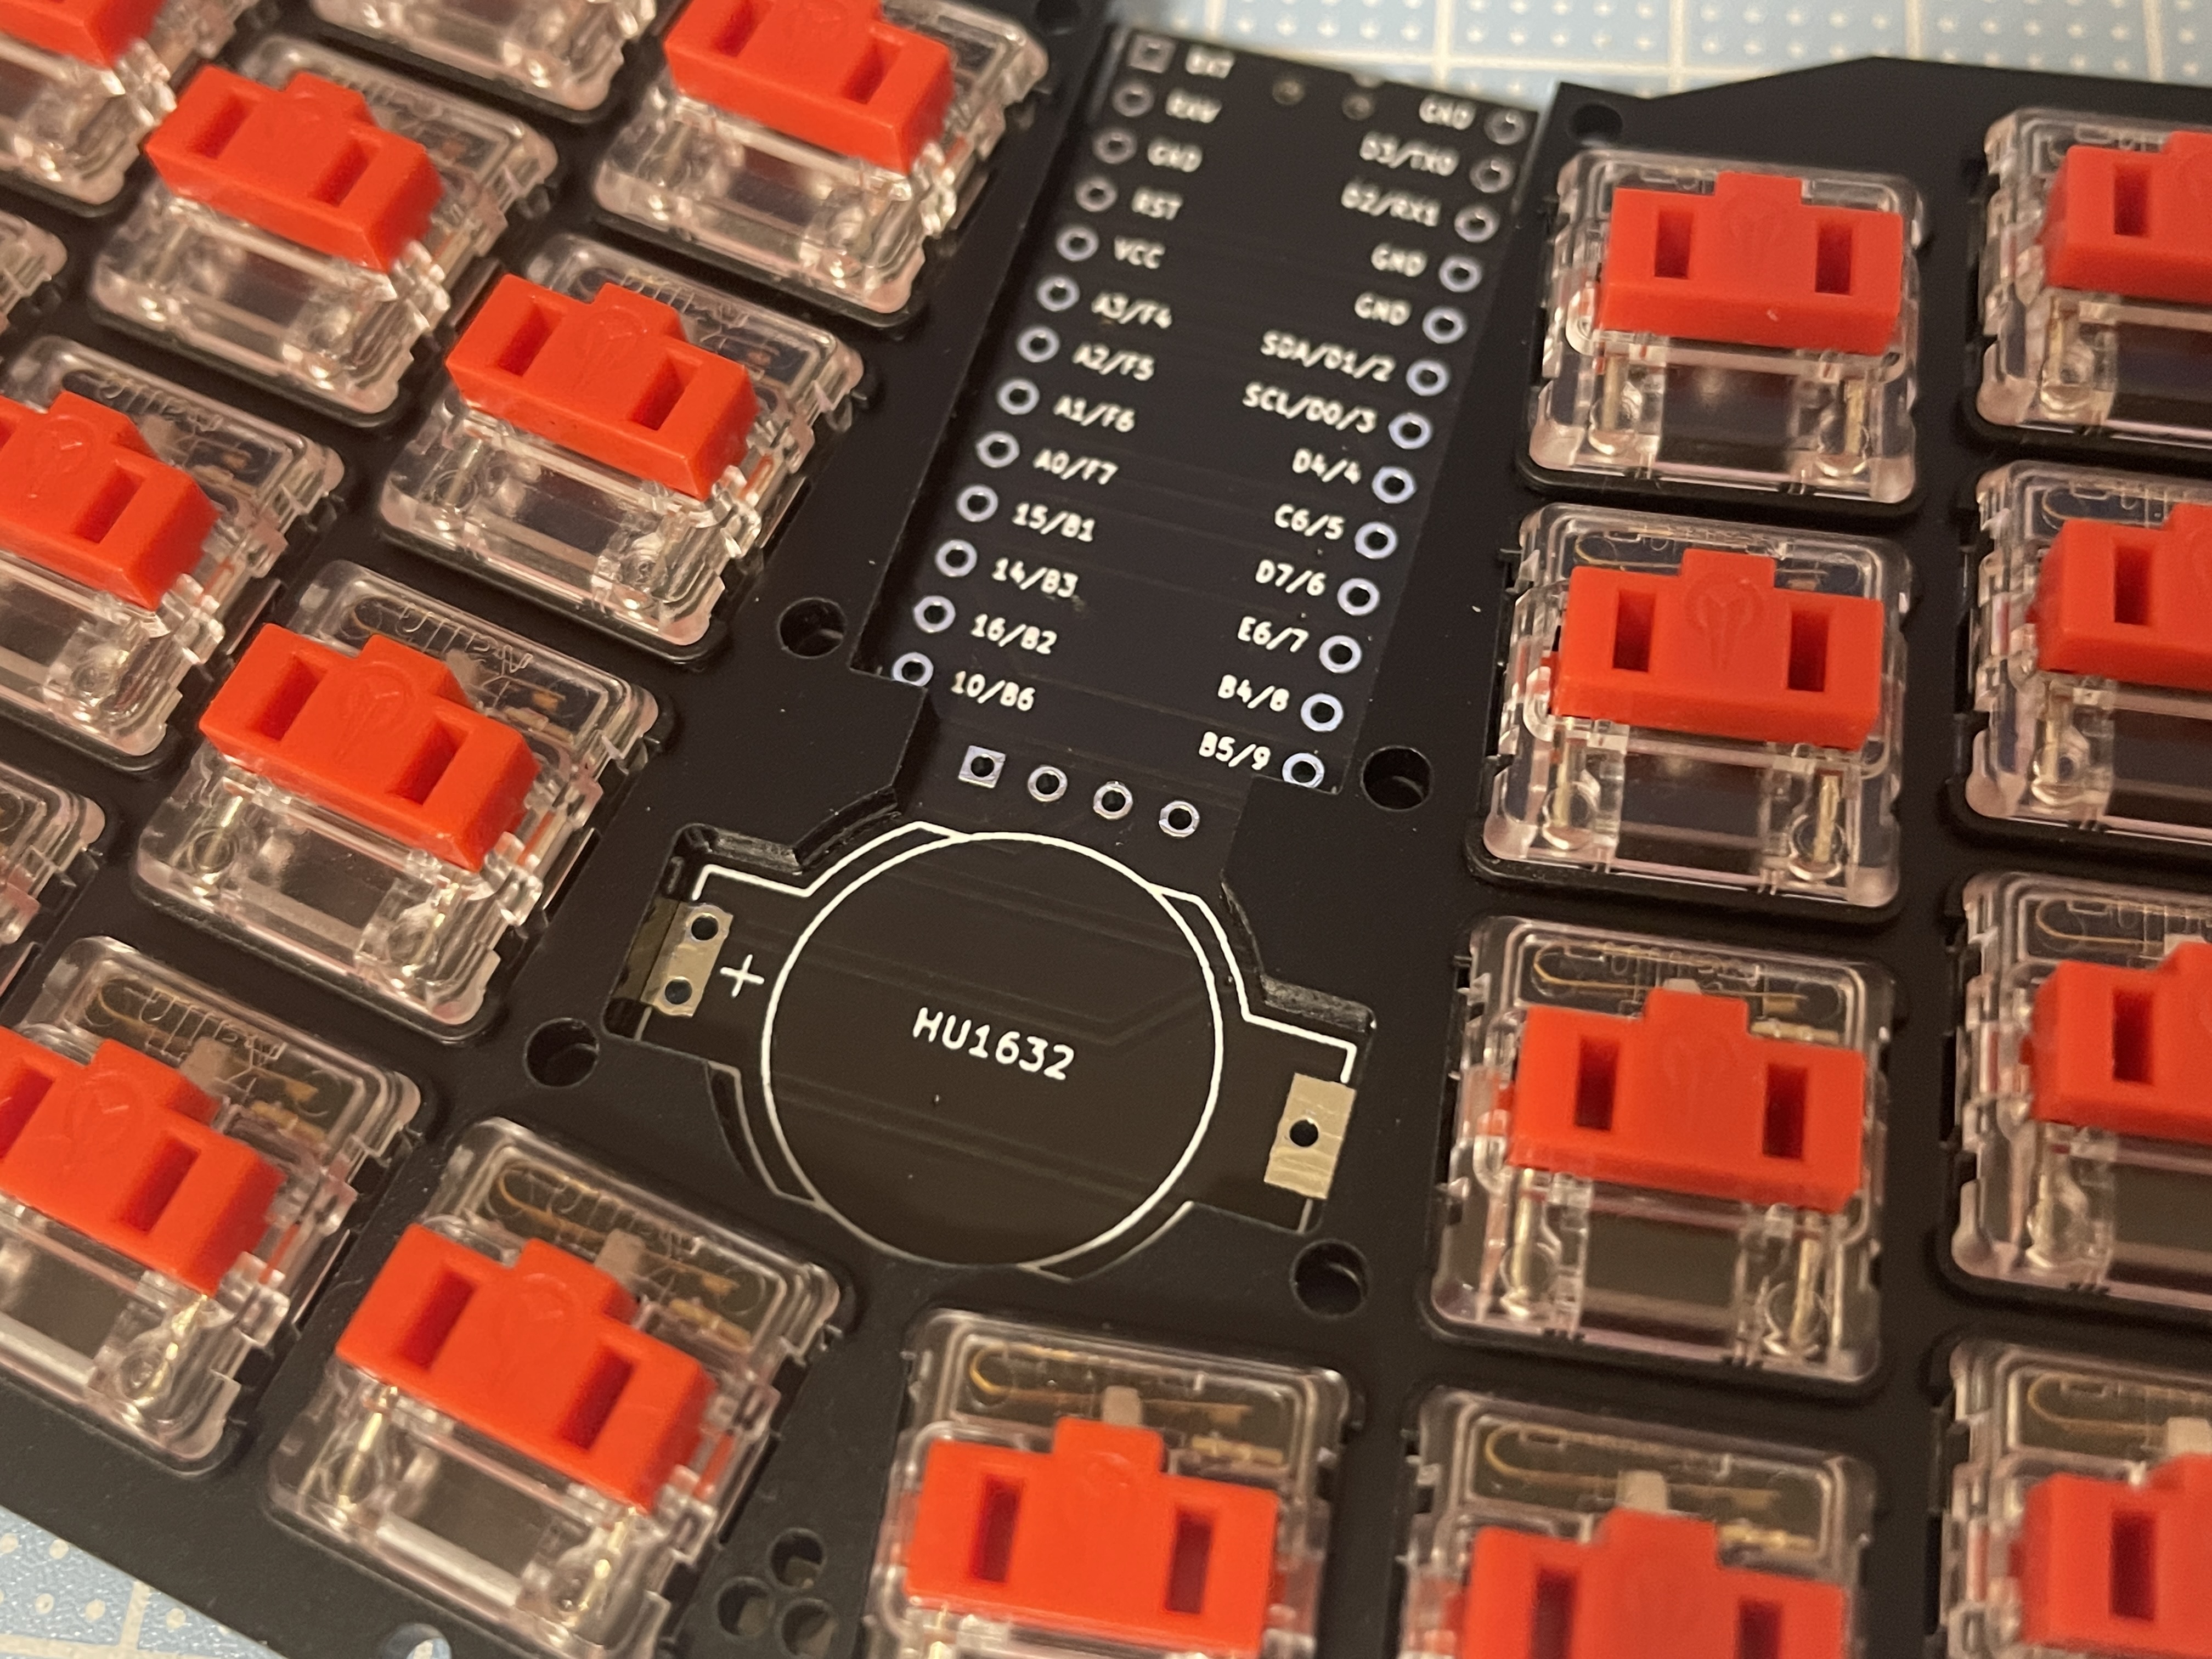 BAT
RAW
GND
RST
VCC
A3/F4
A2/F5
A1/F6
A0/F7
15/B1
14/B3
16/B2
10/B6
GND
D3/TX0
D2/RX1
GND
GND
SDA/D1/2
SCL/D0/3
D4/4
C6/5
D7/6
E6/7
B4/8
B5/9
+
HU1632